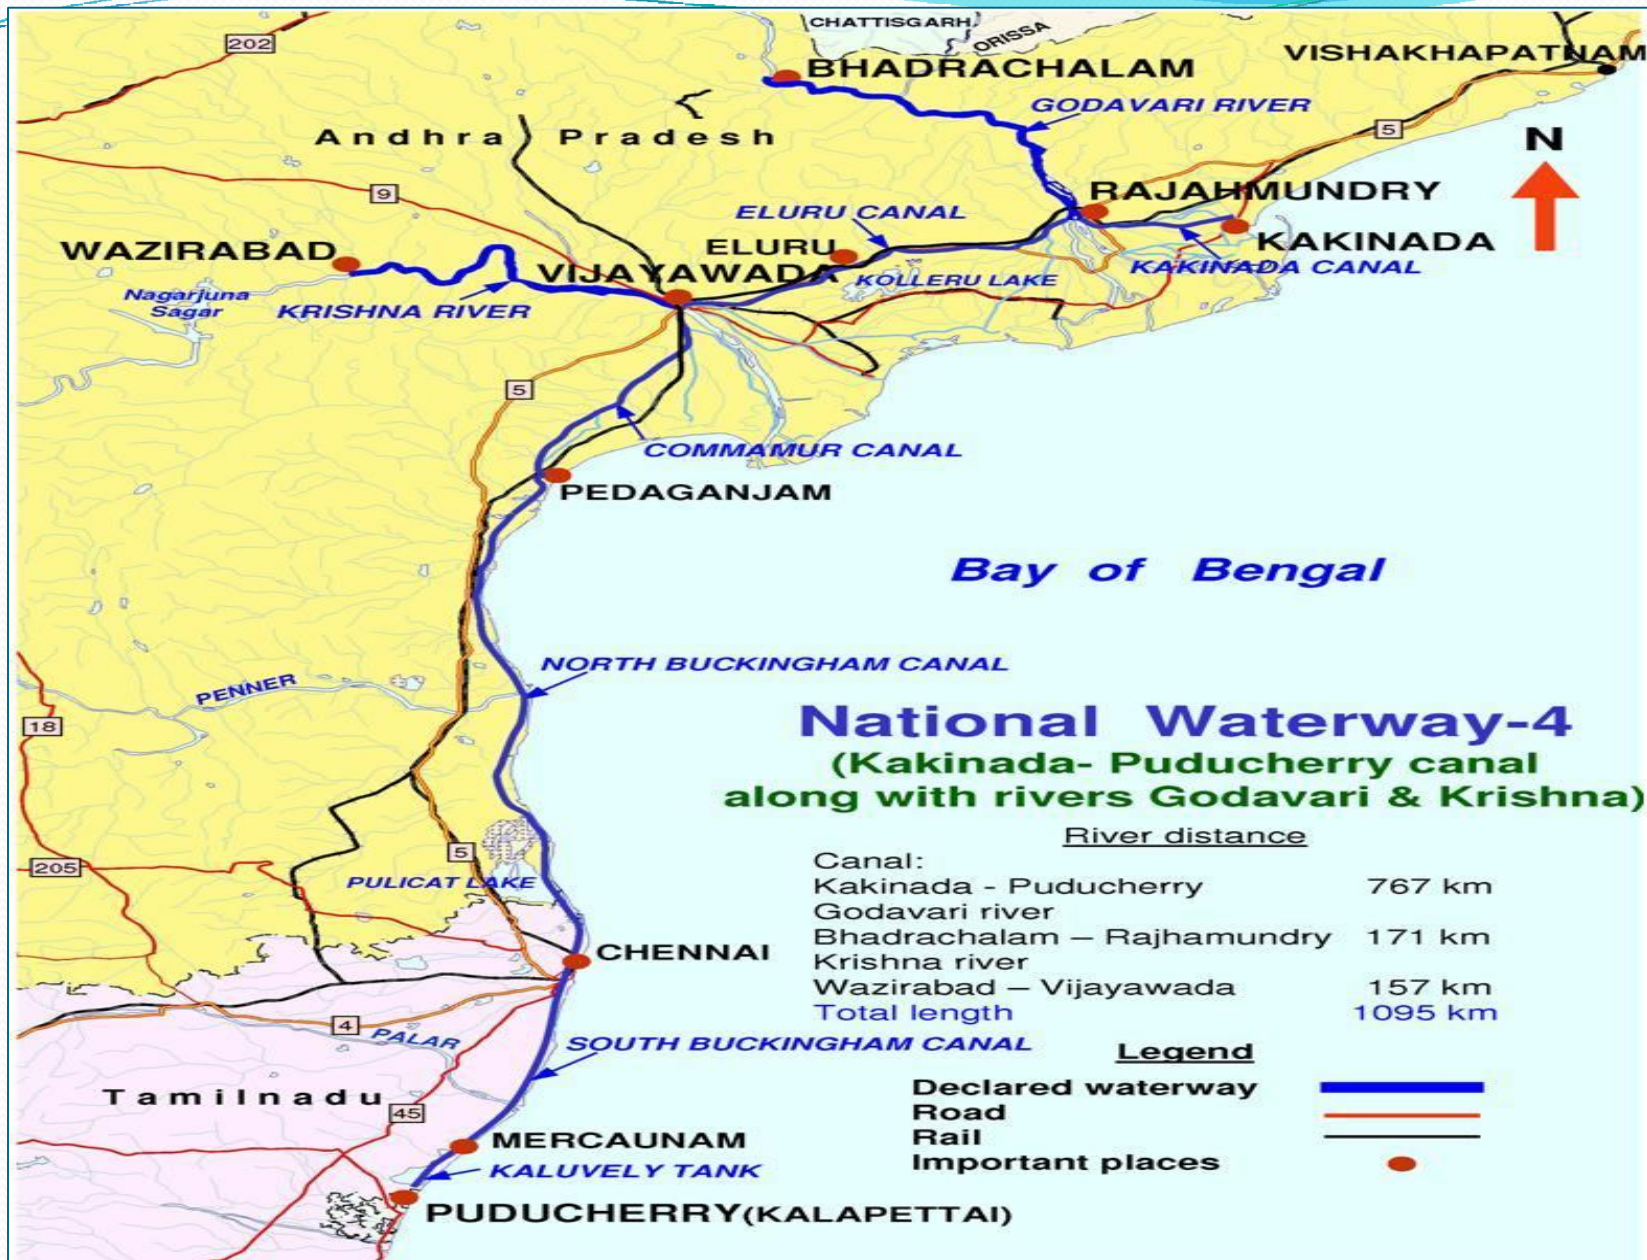 CHATTISGARH
ORISSA
VISHAKHAPATNAM
202
BHADRACHALAM
GODAVARI RIVER
5
Andhra Pradesh
N
9
RAJAHMUNDRY
ELURU CANAL
WAZIRABAD
ELURU
KAKINADA
VIJAYAWADA
KOLLERU LAKE
KAKINADA CANAL
Nagarjuna
Sagar
KRISHNA RIVER
5
COMMAMUR CANAL
PEDAGANJAM
Bay of Bengal
NORTH BUCKINGHAM CANAL
PENNER
18
National Waterway-4
(Kakinada- Puducherry canal
along with rivers Godavari & Krishna)
River distance
Canal:
Kakinada - Puducherry 767 km
Godavari river
Bhadrachalam – Rajhamundry 171 km
Krishna river
Wazirabad – Vijayawada 157 km
Total length 1095 km
5
205
PULICAT LAKE
CHENNAI
4
PALAR
SOUTH BUCKINGHAM CANAL
Legend
Declared waterway
Road
Rail
Important places
Tamilnadu
45
MERCAUNAM
KALUVELY TANK
PUDUCHERRY(KALAPETTAI)